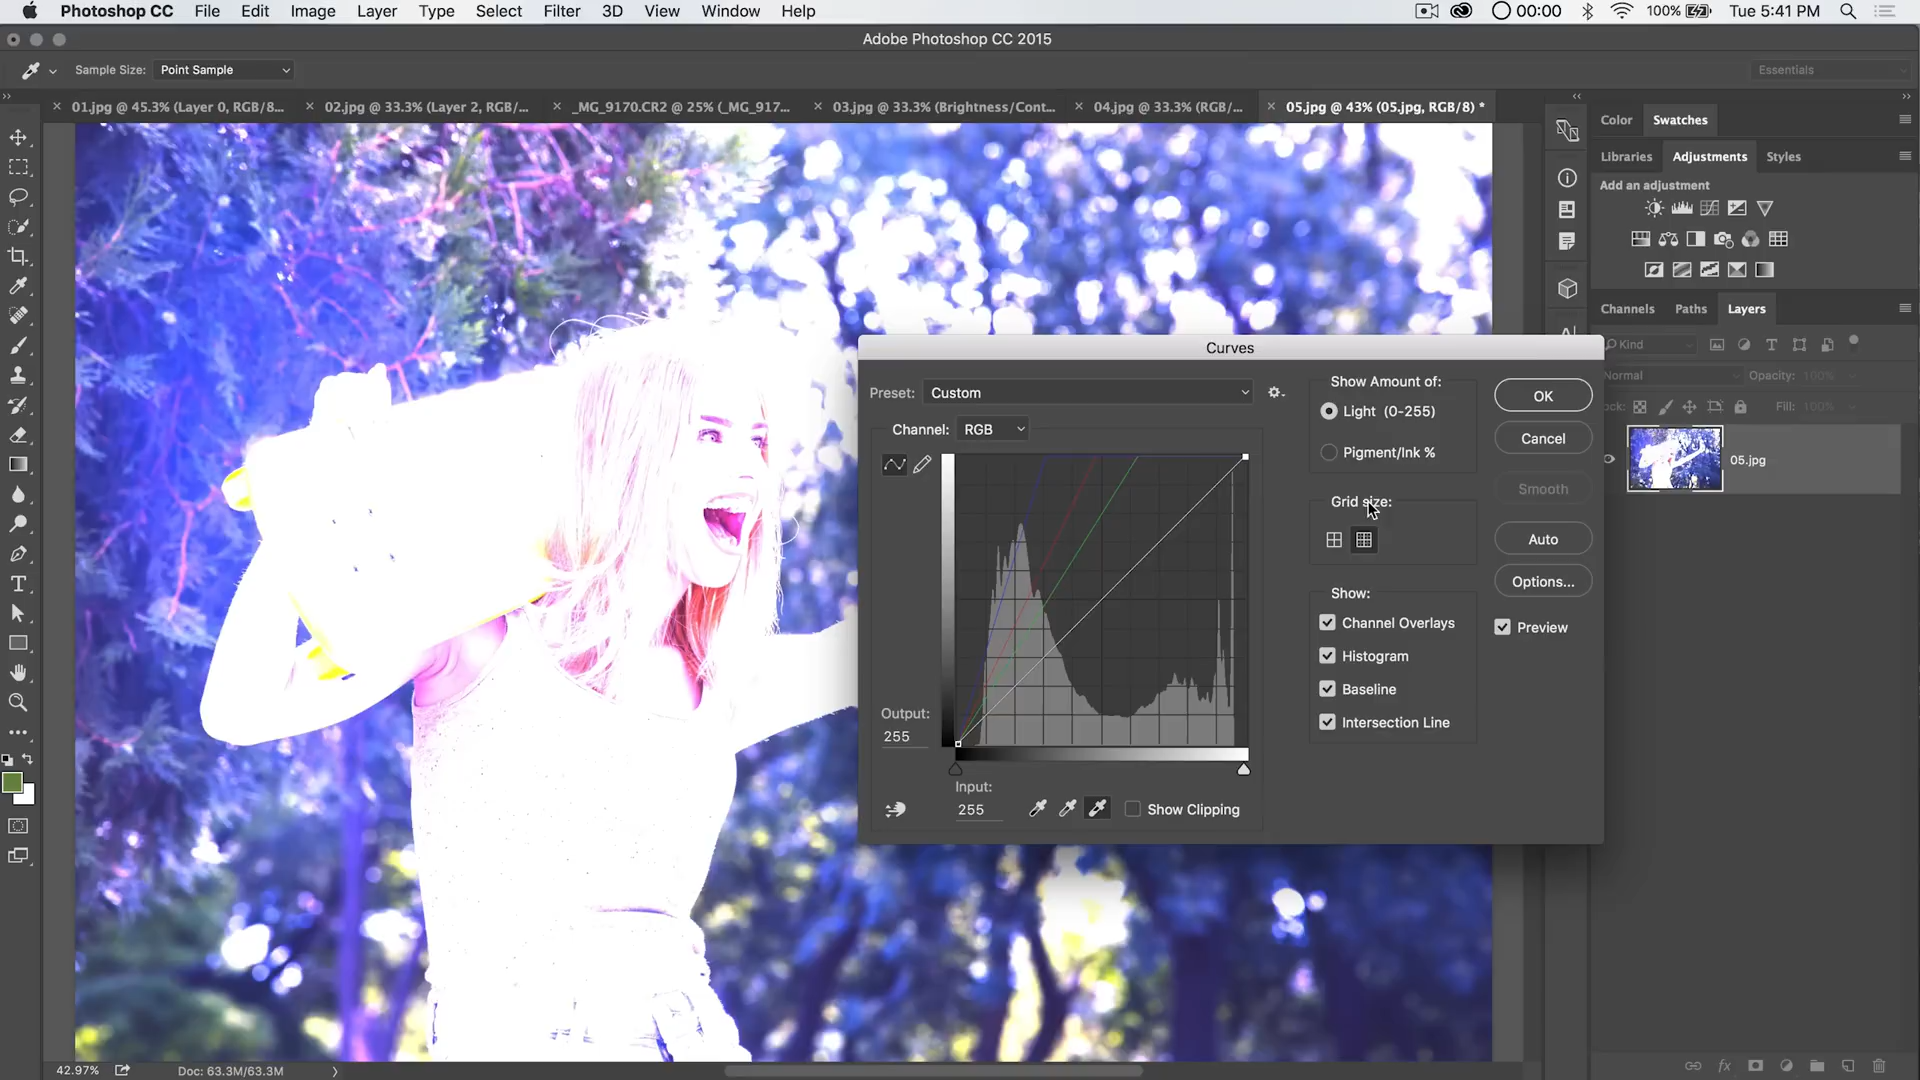 Photoshop CC File Edit Image Layer Type Select Filter 3D View Window Help 00:00 100% Tue 5:41 PM
Adobe Photoshop CC 2015
Sample Size: Point Sample Essentials
01.jpg @ 45.3% (Layer 0, RGB/8... 02.jpg @ 33.3% (Layer 2, RGB/... _MG_9170.CR2 @ 25% (_MG_917... 03.jpg @ 33.3% (Brightness/Cont... 04.jpg @ 33.3% (RGB/... 05.jpg @ 43% (05.jpg, RGB/8) *
Color Swatches
Libraries Adjustments Styles
Add an adjustment
Channels Paths Layers
Kind
Normal Opacity: 100%
Fill: 100%
05.jpg
Curves
Preset: Custom
Channel: RGB
Output:
255
Input:
255
Show Clipping
Show Amount of:
Light (0-255)
Pigment/Ink %
Grid size:
Show:
Channel Overlays
Histogram
Baseline
Intersection Line
OK
Cancel
Smooth
Auto
Options...
Preview
42.97% Doc: 63.3M/63.3M